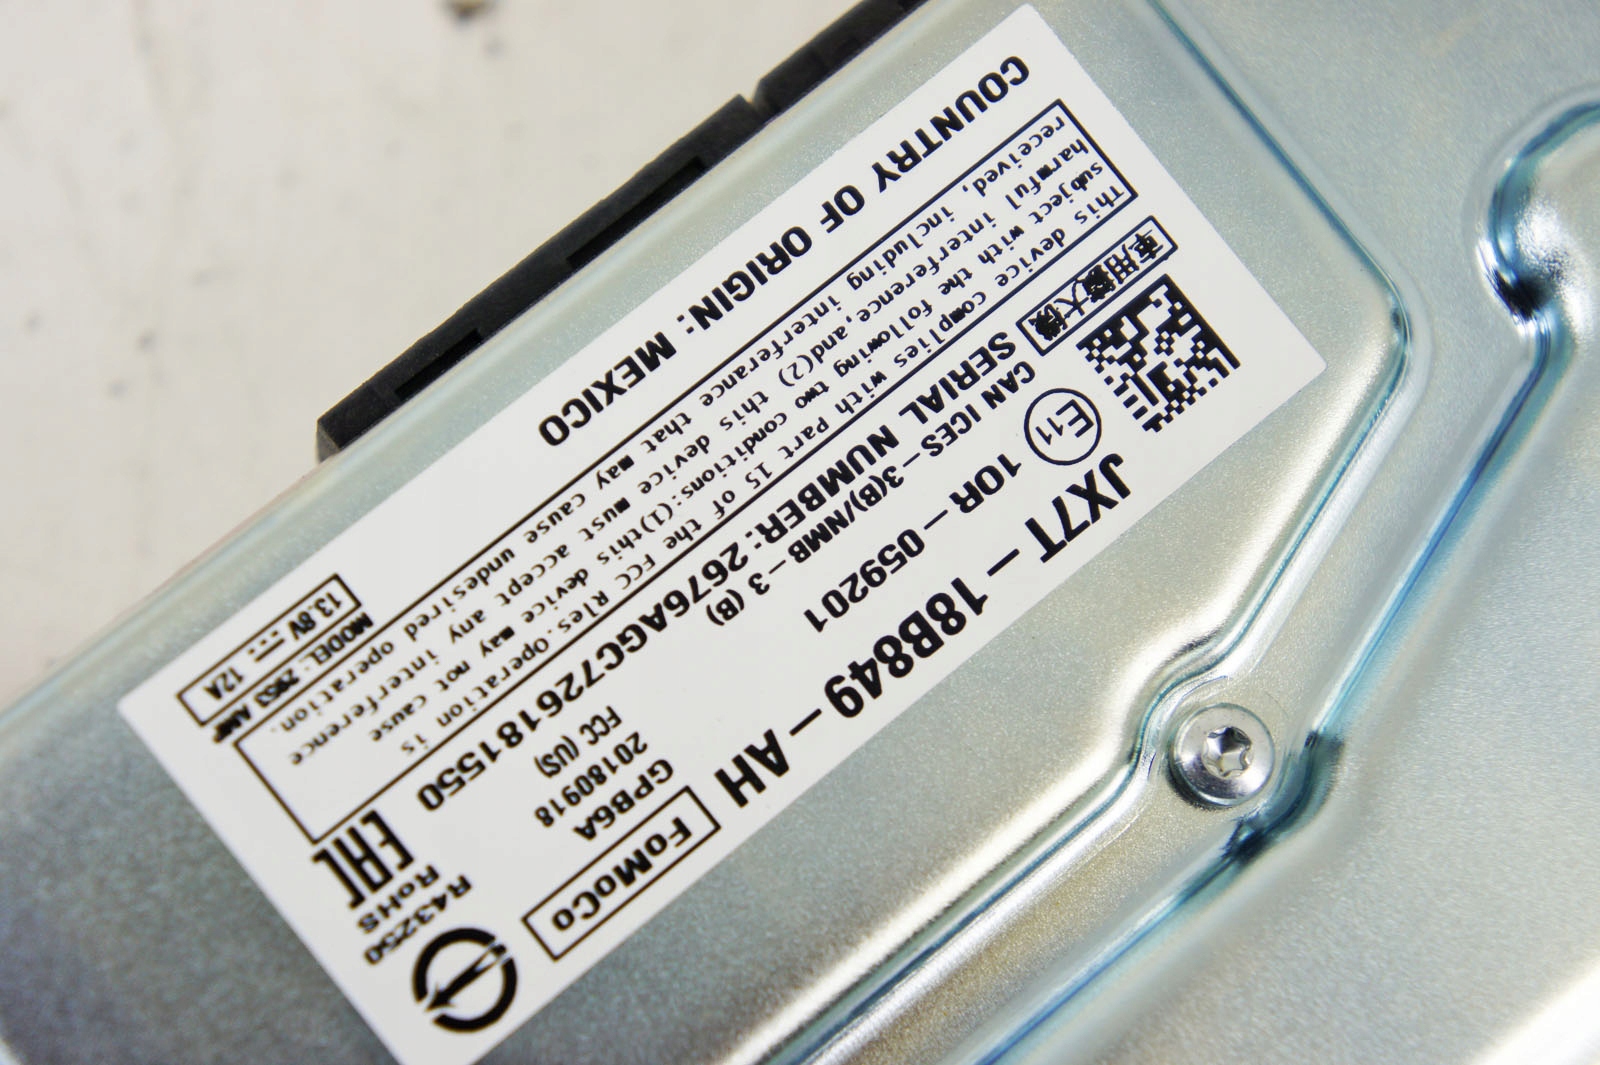 JX7T - 18B849 - AH
FoMoCo
E11
10R - 059201
GPB6A
20180918
CAN ICES - 3(B)/NMB - 3 (B)
FCC (US)
R43250
RoHS
SERIAL NUMBER: 2676AGC726181550
EAC
This device complies with part 15 of the FCC Rles.Operation is
subject with the following two conditions:(1)this device may not cause
harmful interference,and(2) this device must accept any interference
received, including interference that may cause undesired operation.
MODEL: 2953 AMP
13.8V 12A
COUNTRY OF ORIGIN: MEXICO